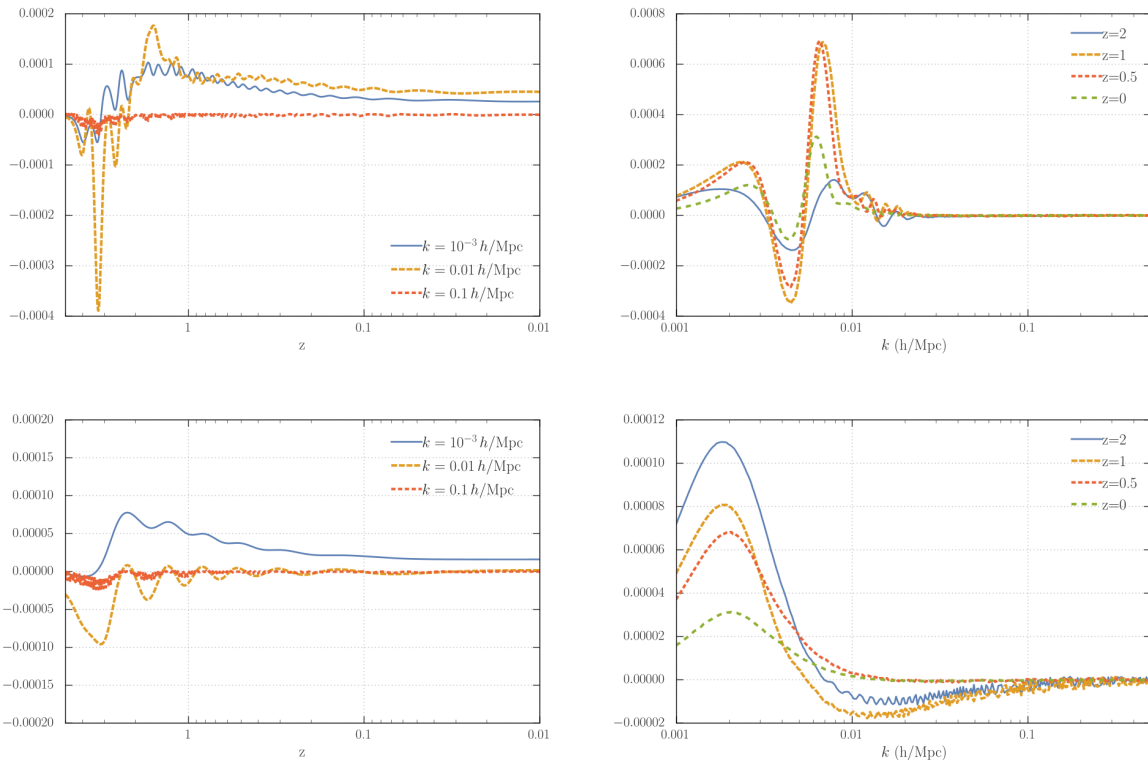 0.0002
0.0001
0.0000
−0.0001
−0.0002
−0.0003
−0.0004
1
0.1
0.01
z
k = 10⁻³ h/Mpc
k = 0.01 h/Mpc
k = 0.1 h/Mpc
0.0008
0.0006
0.0004
0.0002
0.0000
−0.0002
−0.0004
0.001
0.01
0.1
k (h/Mpc)
z=2
z=1
z=0.5
z=0
0.00020
0.00015
0.00010
0.00005
0.00000
−0.00005
−0.00010
−0.00015
−0.00020
1
0.1
0.01
z
k = 10⁻³ h/Mpc
k = 0.01 h/Mpc
k = 0.1 h/Mpc
0.00012
0.00010
0.00008
0.00006
0.00004
0.00002
0.00000
−0.00002
0.001
0.01
0.1
k (h/Mpc)
z=2
z=1
z=0.5
z=0